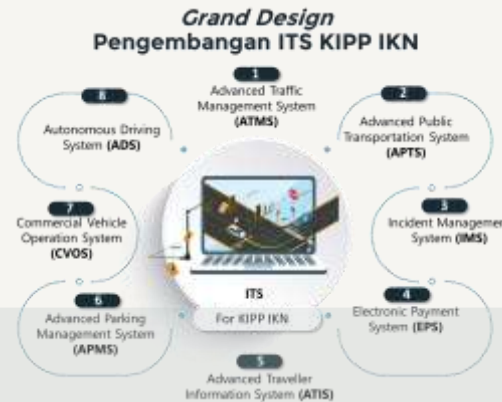 Grand Design
Pengembangan ITS KIPP IKN
1
Advanced Traffic
Management System
(ATMS)
2
Advanced Public
Transportation System
(APTS)
3
Incident Managemen
System (IMS)
4
Electronic Payment
System (EPS)
5
Advanced Traveller
Information System (ATIS)
6
Advanced Parking
Management System
(APMS)
7
Commercial Vehicle
Operation System
(CVOS)
8
Autonomous Driving
System (ADS)
ITS
For KIPP IKN